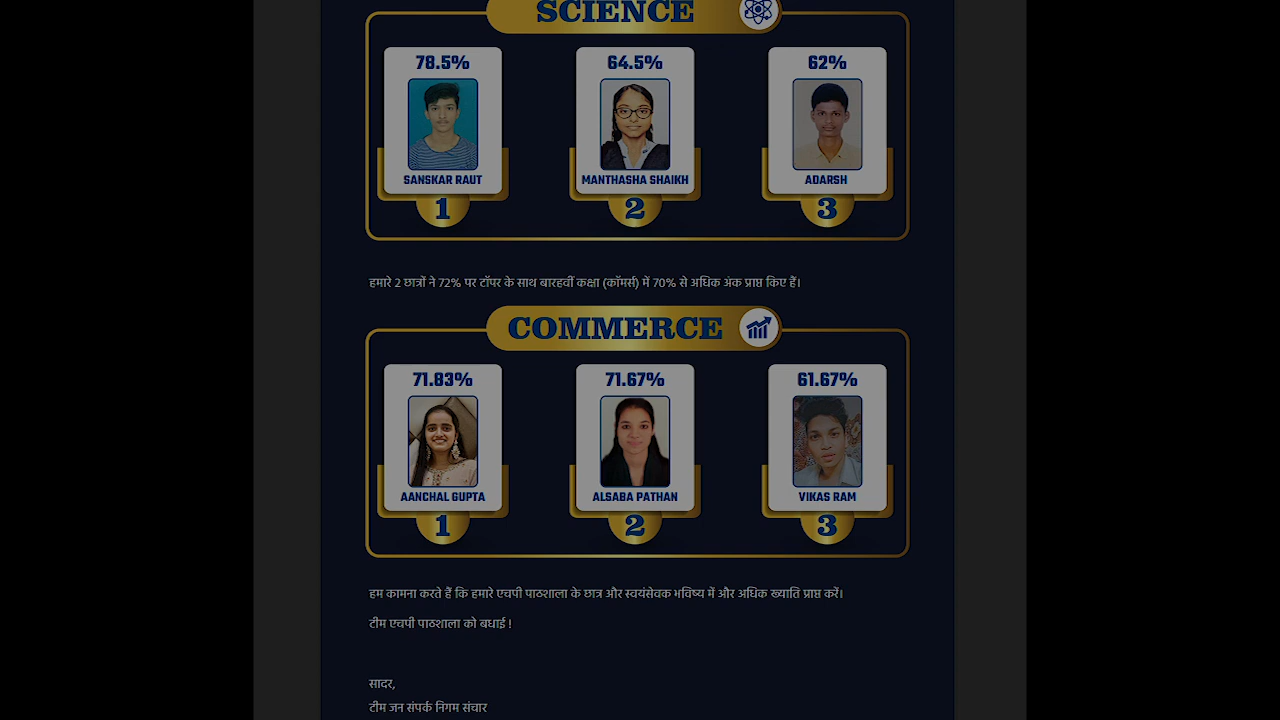 SCIENCE
78.5%
64.5%
62%
SANSKAR RAUT
MANTHASHA SHAIKH
ADARSH
1
2
3
हमारे 2 छात्रों ने 72% पर टॉपर के साथ बारहवीं कक्षा (कॉमर्स) में 70% से अधिक अंक प्राप्त किए हैं।
COMMERCE
71.83%
71.67%
61.67%
AANCHAL GUPTA
ALSABA PATHAN
VIKAS RAM
1
2
3
हम कामना करते हैं कि हमारे एचपी पाठशाला के छात्र और स्वयंसेवक भविष्य में और अधिक ख्याति प्राप्त करें।
टीम एचपी पाठशाला को बधाई !
सादर,
टीम जन संपर्क निगम संचार